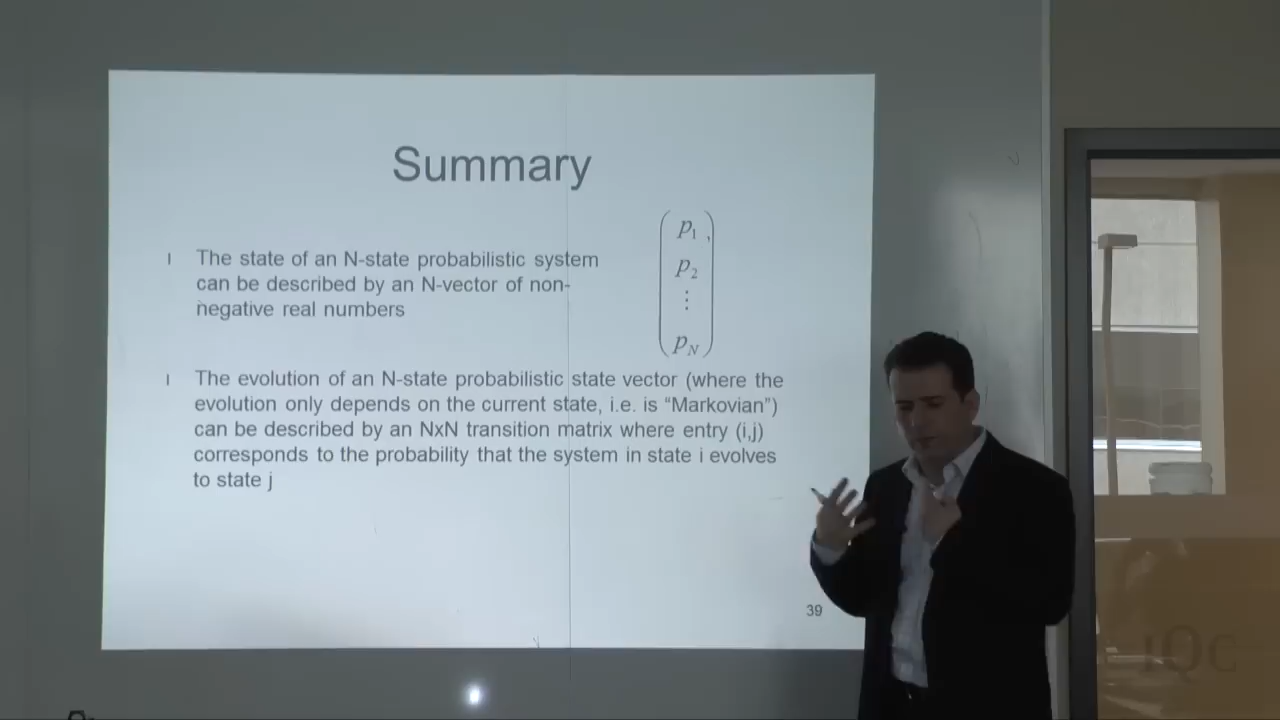 Summary
The state of an N-state probabilistic system
can be described by an N-vector of non-
negative real numbers
p1,
p2
⋮
pN
The evolution of an N-state probabilistic state vector (where the
evolution only depends on the current state, i.e. is “Markovian”)
can be described by an NxN transition matrix where entry (i,j)
corresponds to the probability that the system in state i evolves
to state j
39
IQC